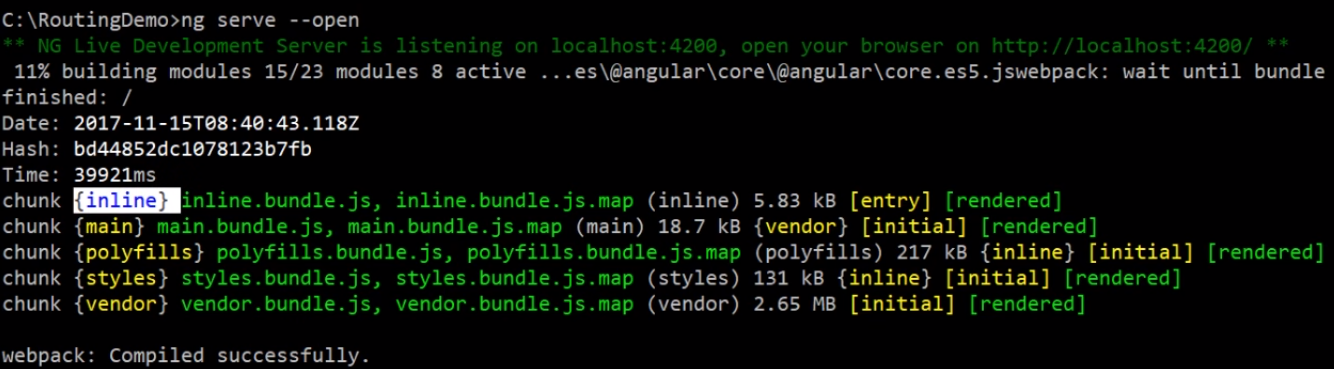 C:\RoutingDemo>ng serve --open
** NG Live Development Server is listening on localhost:4200, open your browser on http://localhost:4200/ **
 11% building modules 15/23 modules 8 active ...es\@angular\core\@angular\core.es5.jswebpack: wait until bundle
finished: /
Date: 2017-11-15T08:40:43.118Z
Hash: bd44852dc1078123b7fb
Time: 39921ms
chunk {inline} inline.bundle.js, inline.bundle.js.map (inline) 5.83 kB [entry] [rendered]
chunk {main} main.bundle.js, main.bundle.js.map (main) 18.7 kB {vendor} [initial] [rendered]
chunk {polyfills} polyfills.bundle.js, polyfills.bundle.js.map (polyfills) 217 kB {inline} [initial] [rendered]
chunk {styles} styles.bundle.js, styles.bundle.js.map (styles) 131 kB {inline} [initial] [rendered]
chunk {vendor} vendor.bundle.js, vendor.bundle.js.map (vendor) 2.65 MB [initial] [rendered]
webpack: Compiled successfully.